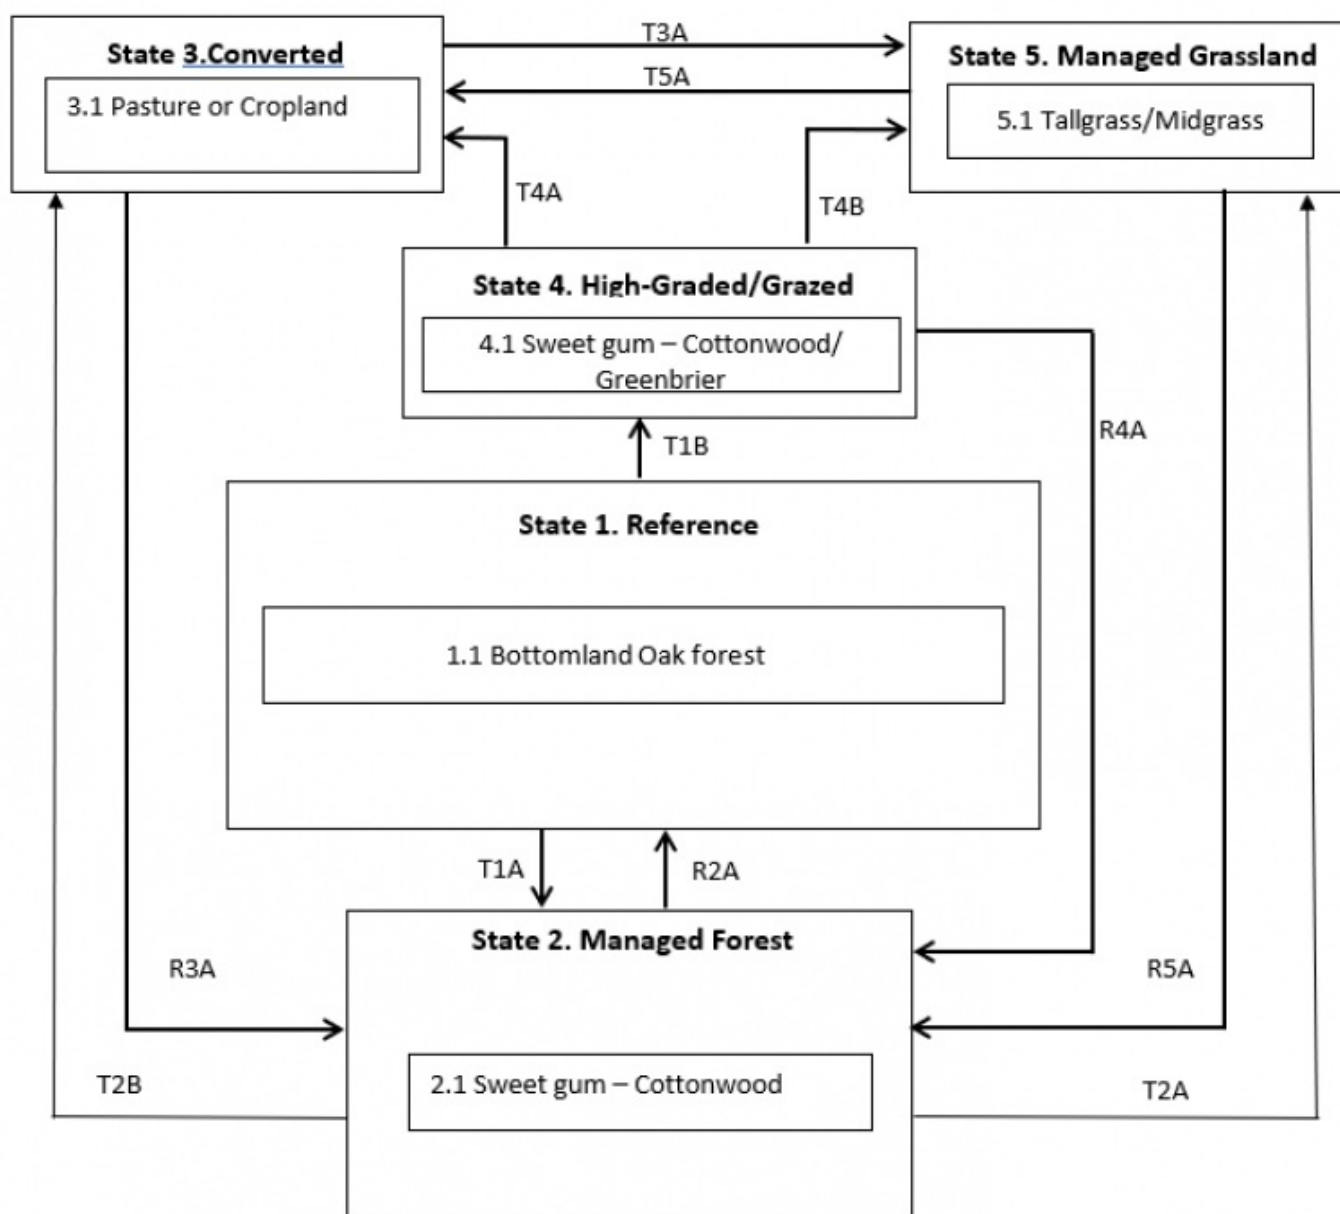 T3A
State 3.Converted
State 5. Managed Grassland
T5A
3.1 Pasture or Cropland
5.1 Tallgrass/Midgrass
T4A
T4B
State 4. High-Graded/Grazed
4.1 Sweet gum – Cottonwood/
Greenbrier
R4A
T1B
State 1. Reference
1.1 Bottomland Oak forest
T1A
R2A
State 2. Managed Forest
R3A
R5A
2.1 Sweet gum – Cottonwood
T2B
T2A